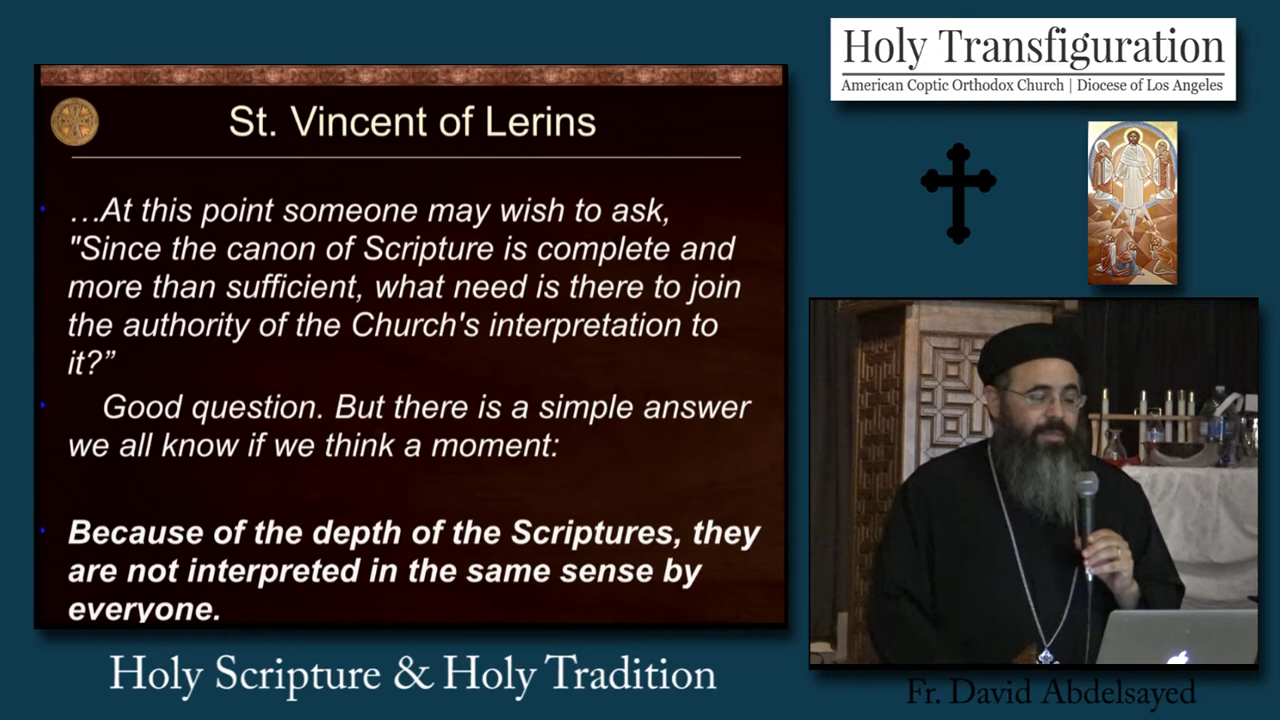 Holy Transfiguration
American Coptic Orthodox Church | Diocese of Los Angeles
St. Vincent of Lerins
…At this point someone may wish to ask,
"Since the canon of Scripture is complete and
more than sufficient, what need is there to join
the authority of the Church's interpretation to
it?”
Good question. But there is a simple answer
we all know if we think a moment:
Because of the depth of the Scriptures, they
are not interpreted in the same sense by
everyone.
Holy Scripture & Holy Tradition
Fr. David Abdelsayed